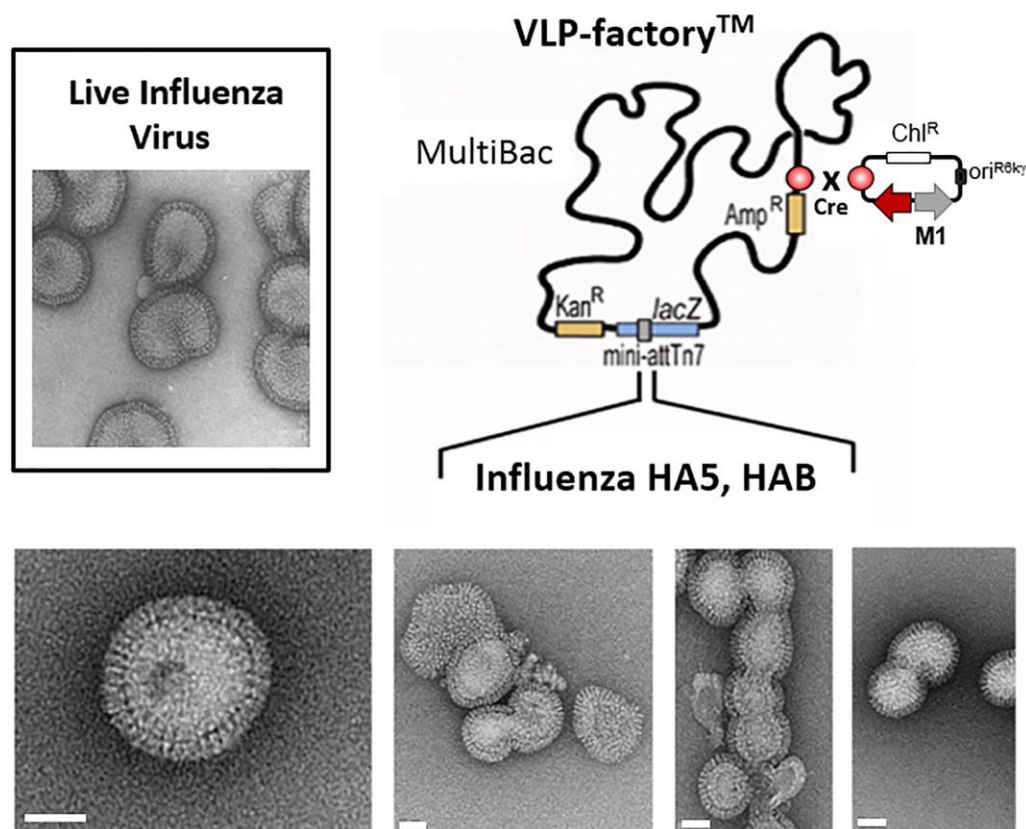 Live Influenza
Virus
VLP-factory™
MultiBac
Chl^R
ori^R6kγ
Amp^R
x
Cre
M1
Kan^R
lacZ
mini-attTn7
Influenza HA5, HAB